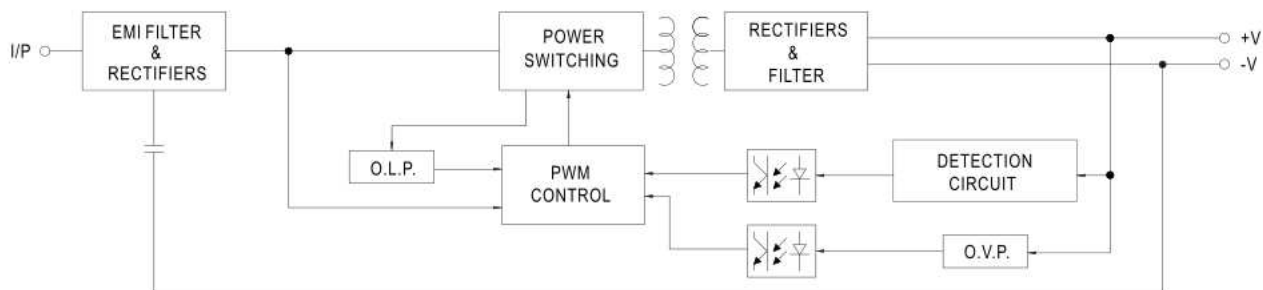 I/P
EMI FILTER
&
RECTIFIERS
POWER
SWITCHING
RECTIFIERS
&
FILTER
+V
-V
O.L.P.
PWM
CONTROL
DETECTION
CIRCUIT
O.V.P.